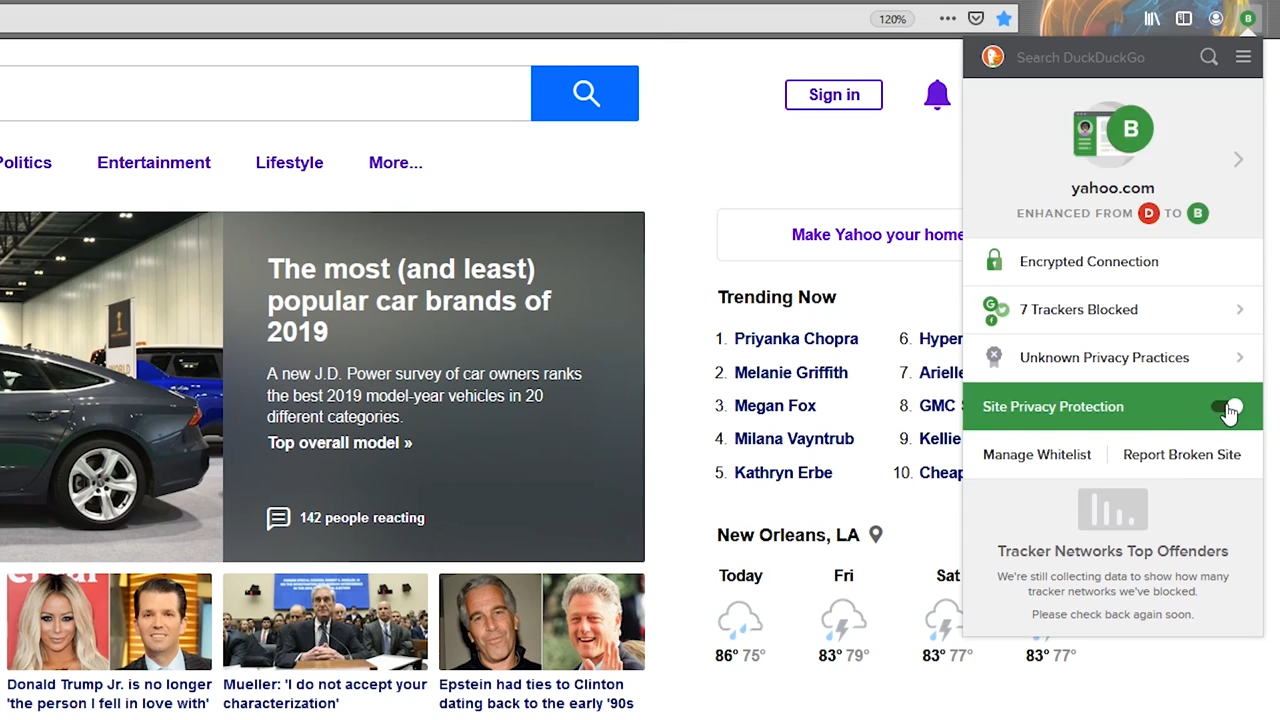 120%
B
Sign in
Politics Entertainment Lifestyle More...
The most (and least)
popular car brands of
2019
A new J.D. Power survey of car owners ranks
the best 2019 model-year vehicles in 20
different categories.
Top overall model »
142 people reacting
Donald Trump Jr. is no longer
'the person I fell in love with'
Mueller: 'I do not accept your
characterization'
Epstein had ties to Clinton
dating back to the early '90s
Make Yahoo your home
Trending Now
1. Priyanka Chopra
2. Melanie Griffith
3. Megan Fox
4. Milana Vayntrub
5. Kathryn Erbe
6. Hyper
7. Arielle
8. GMC
9. Kellie
10. Cheap
New Orleans, LA
Today Fri Sat
86° 75° 83° 79° 83° 77° 83° 77°
Search DuckDuckGo
B
yahoo.com
ENHANCED FROM D TO B
Encrypted Connection
7 Trackers Blocked
Unknown Privacy Practices
Site Privacy Protection
Manage Whitelist Report Broken Site
Tracker Networks Top Offenders
We're still collecting data to show how many
tracker networks we've blocked.
Please check back again soon.